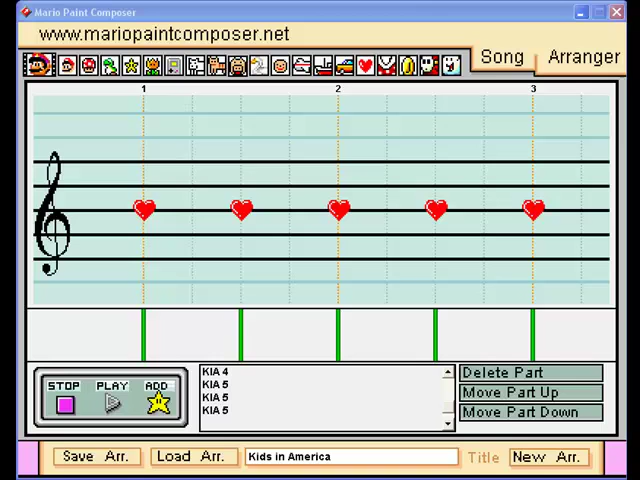 Mario Paint Composer
www.mariopaintcomposer.net
Song Arranger
1 2 3
STOP PLAY ADD
KIA 4
KIA 5
KIA 5
KIA 5
Delete Part
Move Part Up
Move Part Down
Save Arr. Load Arr. Kids in America Title New Arr.